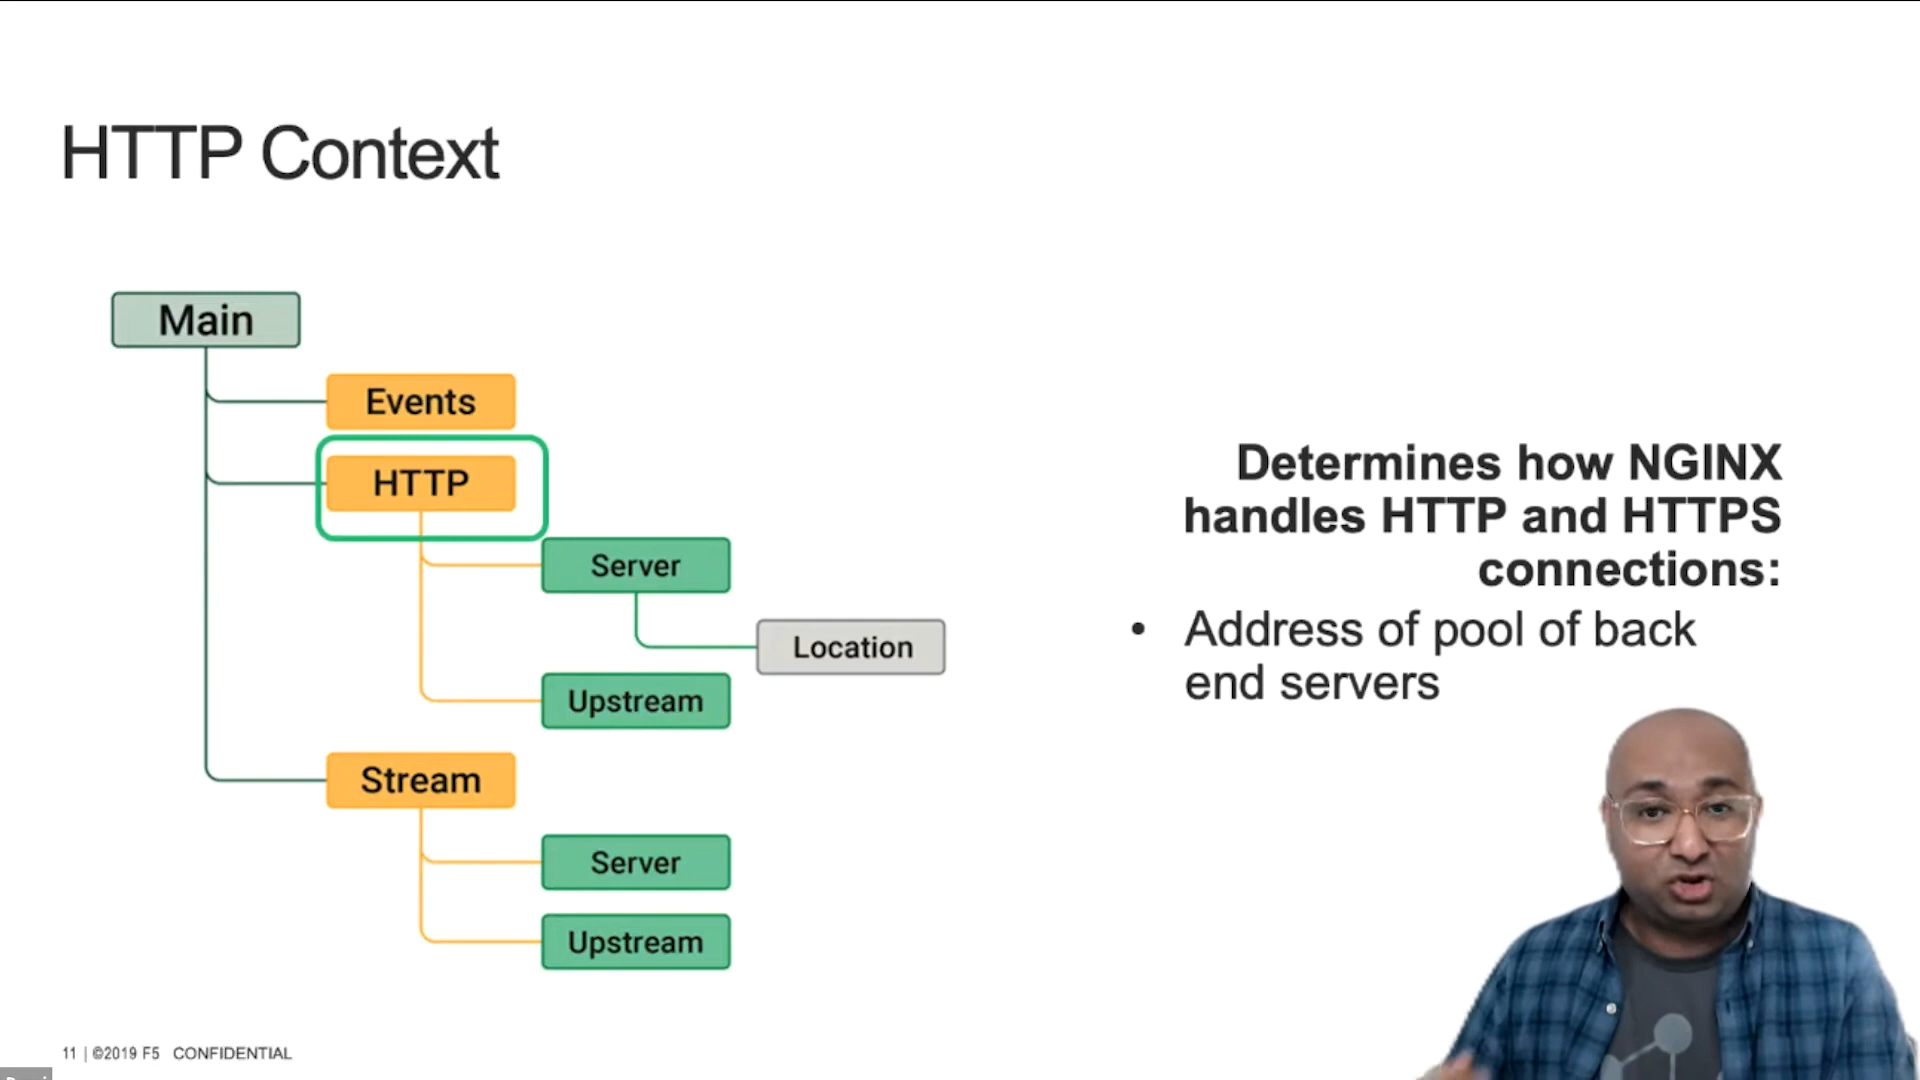 HTTP Context
Main
Events
HTTP
Server
Location
Upstream
Stream
Server
Upstream
Determines how NGINX
handles HTTP and HTTPS
connections:
• Address of pool of back
end servers
11 | ©2019 F5 CONFIDENTIAL